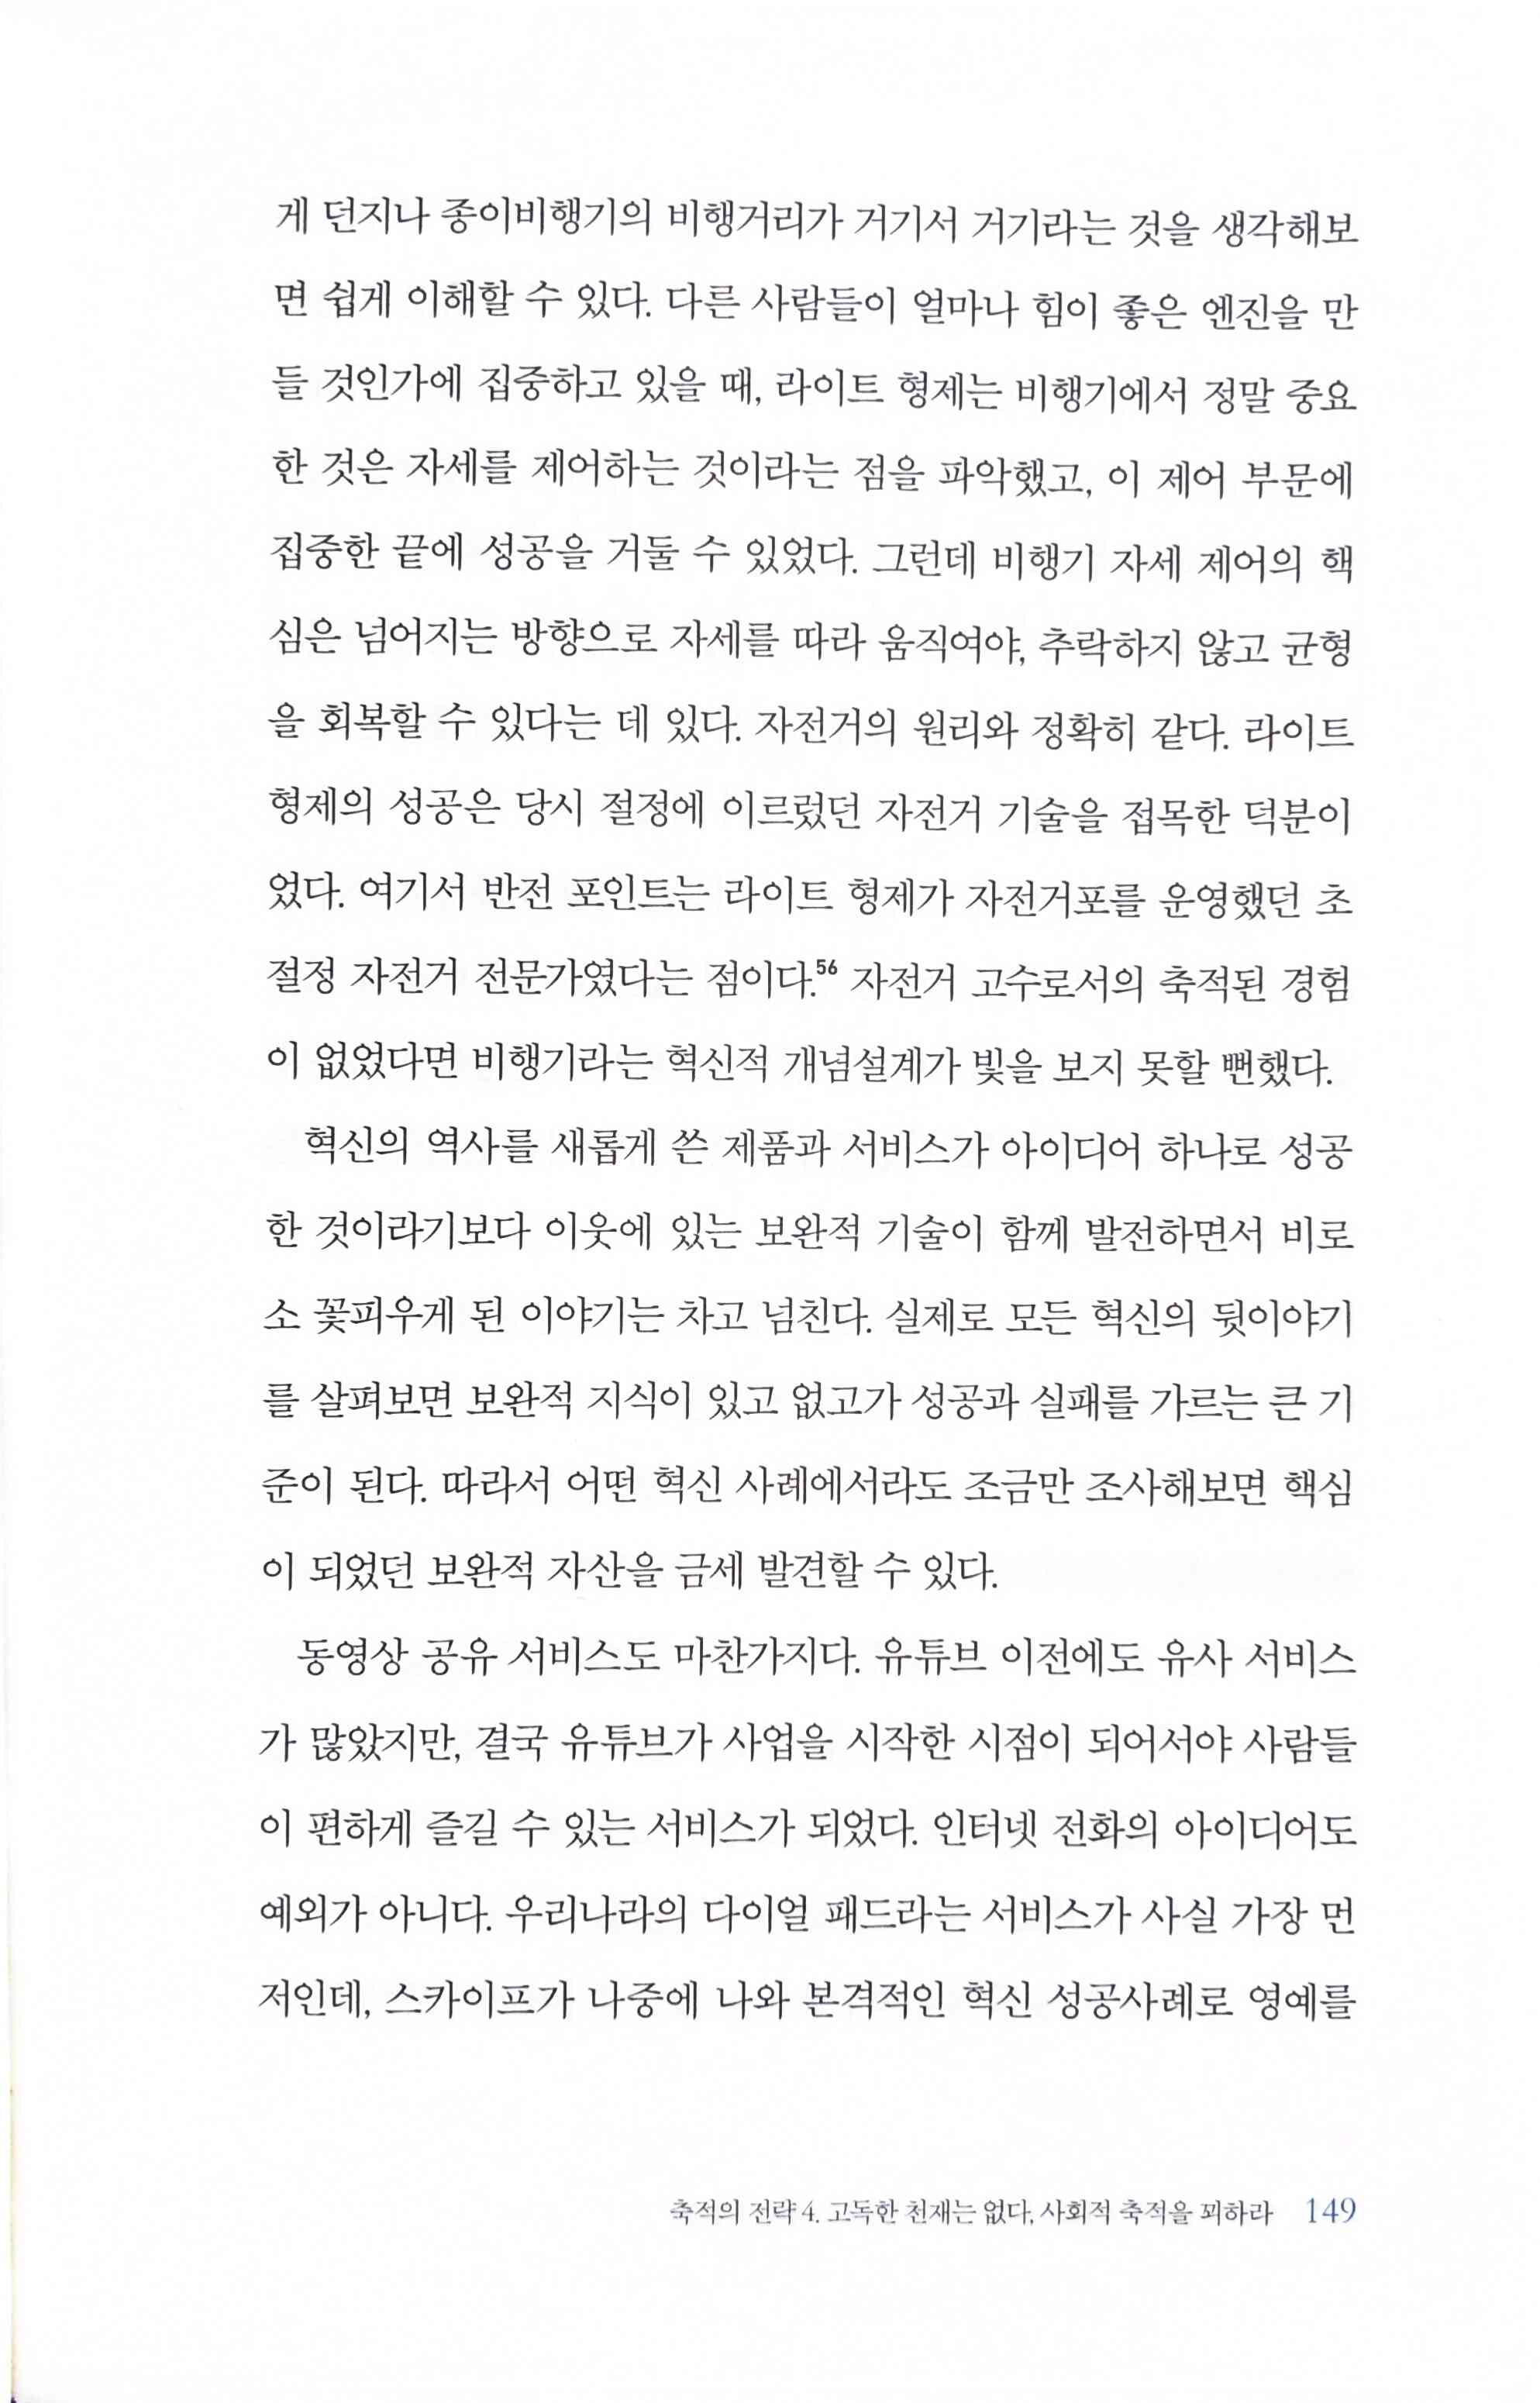 게 던지나 종이비행기의 비행거리가 거기서 거기라는 것을 생각해보
면 쉽게 이해할 수 있다. 다른 사람들이 얼마나 힘이 좋은 엔진을 만
들 것인가에 집중하고 있을 때, 라이트 형제는 비행기에서 정말 중요
한 것은 자세를 제어하는 것이라는 점을 파악했고, 이 제어 부문에
집중한 끝에 성공을 거둘 수 있었다. 그런데 비행기 자세 제어의 핵
심은 넘어지는 방향으로 자세를 따라 움직여야, 추락하지 않고 균형
을 회복할 수 있다는 데 있다. 자전거의 원리와 정확히 같다. 라이트
형제의 성공은 당시 절정에 이르렀던 자전거 기술을 접목한 덕분이
었다. 여기서 반전 포인트는 라이트 형제가 자전거포를 운영했던 초
절정 자전거 전문가였다는 점이다.56 자전거 고수로서의 축적된 경험
이 없었다면 비행기라는 혁신적 개념설계가 빛을 보지 못할 뻔했다.
혁신의 역사를 새롭게 쓴 제품과 서비스가 아이디어 하나로 성공
한 것이라기보다 이웃에 있는 보완적 기술이 함께 발전하면서 비로
소 꽃피우게 된 이야기는 차고 넘친다. 실제로 모든 혁신의 뒷이야기
를 살펴보면 보완적 지식이 있고 없고가 성공과 실패를 가르는 큰 기
준이 된다. 따라서 어떤 혁신 사례에서라도 조금만 조사해보면 핵심
이 되었던 보완적 자산을 금세 발견할 수 있다.
동영상 공유 서비스도 마찬가지다. 유튜브 이전에도 유사 서비스
가 많았지만, 결국 유튜브가 사업을 시작한 시점이 되어서야 사람들
이 편하게 즐길 수 있는 서비스가 되었다. 인터넷 전화의 아이디어도
예외가 아니다. 우리나라의 다이얼 패드라는 서비스가 사실 가장 먼
저인데, 스카이프가 나중에 나와 본격적인 혁신 성공사례로 영예를
축적의 전략 4. 고독한 천재는 없다, 사회적 축적을 꾀하라 149